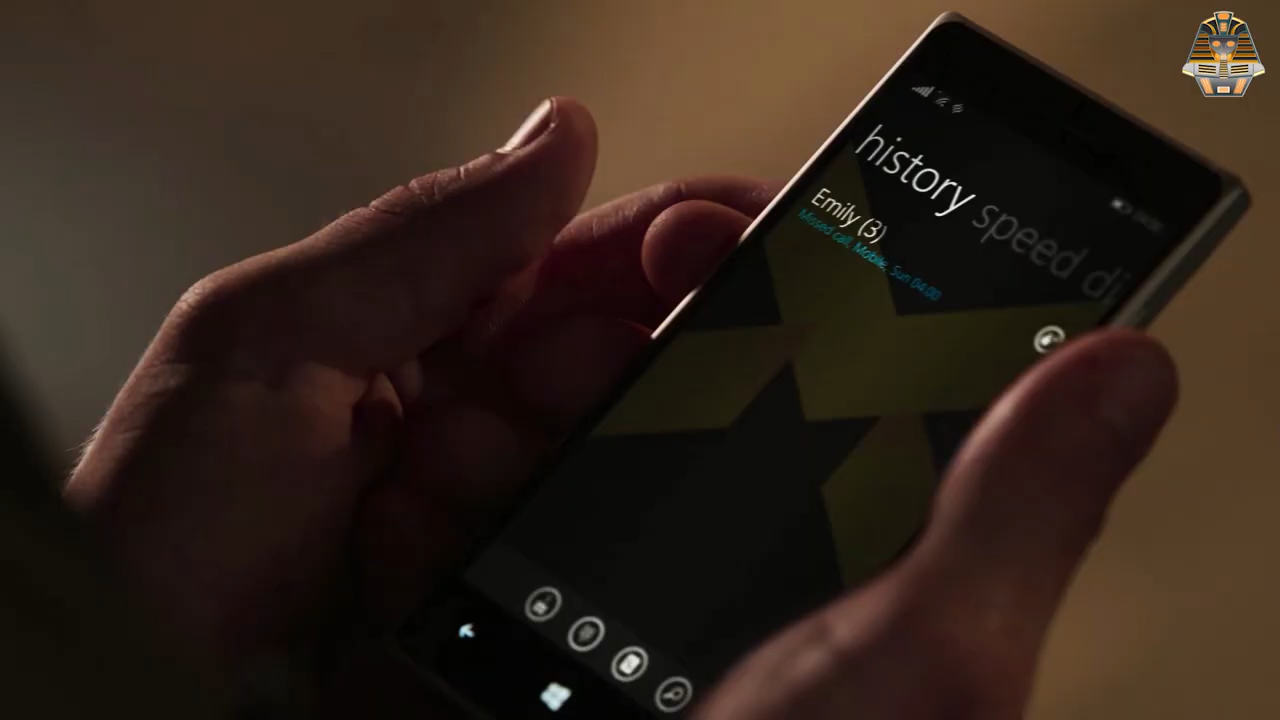 history speed di
Emily (3)
Missed call, Mobile, Sun 04:00